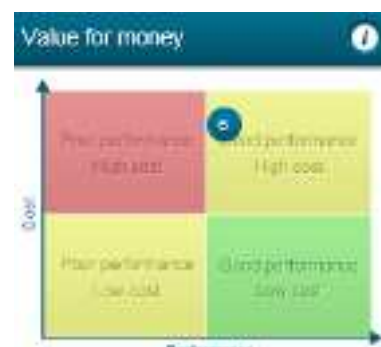 Value for money
i
Poor performance
High cost
Good performance
High cost
Cost
Poor performance
Low cost
Good performance
Low cost